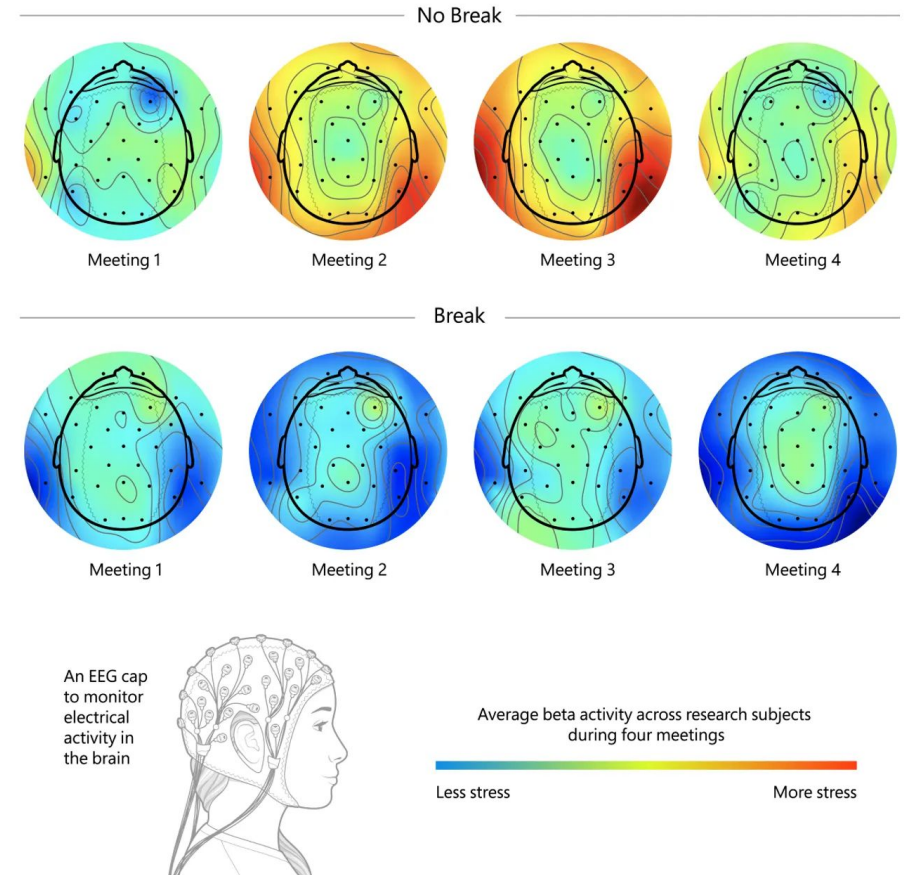 No Break
Meeting 1
Meeting 2
Meeting 3
Meeting 4
Break
Meeting 1
Meeting 2
Meeting 3
Meeting 4
An EEG cap
to monitor
electrical
activity in
the brain
Average beta activity across research subjects
during four meetings
Less stress
More stress